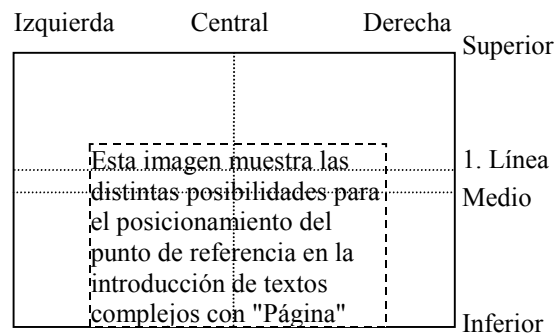 Izquierda Central Derecha
Superior
Esta imagen muestra las
1. Línea
distintas posibilidades para
Medio
el posicionamiento del
punto de referencia en la
introducción de textos
complejos con "Página"
Inferior